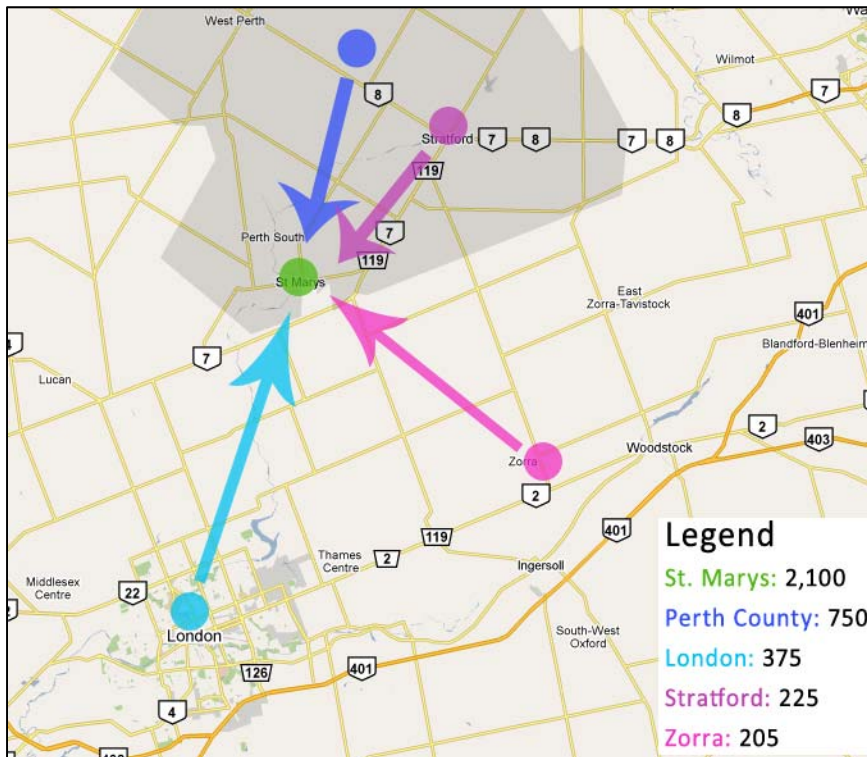 West Perth
Wa
Wilmot
8
7
8
Stratford
7
8
7
8
119
Perth South
7
119
St Marys
East
Zorra-Tavistock
401
Blandford-Blenheim
7
Lucan
2
403
Zorra
Woodstock
2
401
119
Thames
Centre
2
Ingersoll
Middlesex
Centre
22
London
South-West
Oxford
126
401
4
Legend
St. Marys: 2,100
Perth County: 750
London: 375
Stratford: 225
Zorra: 205